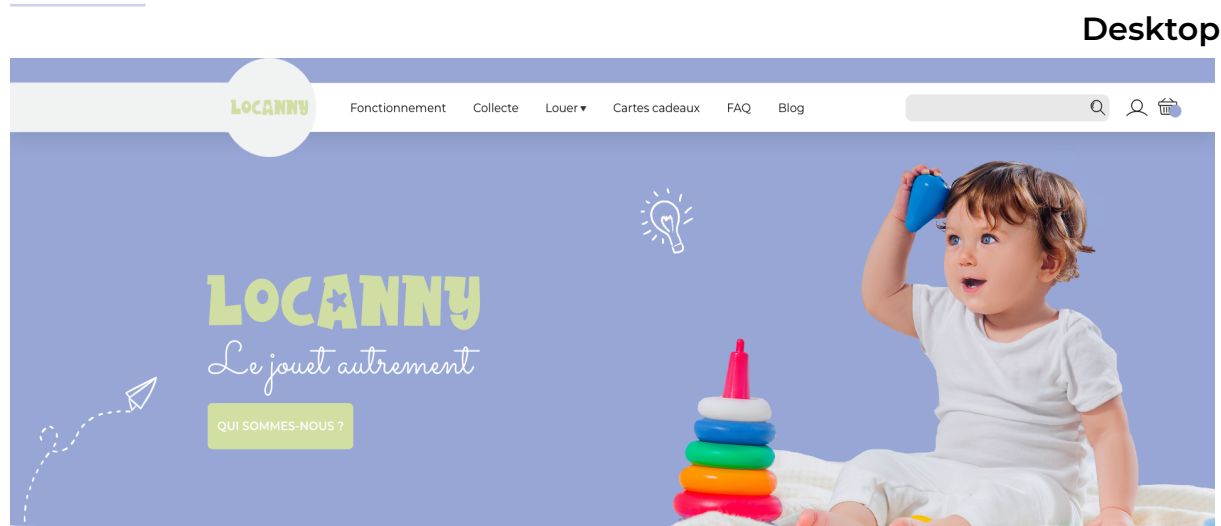 Desktop
LOCANNY Fonctionnement Collecte Louer ▾ Cartes cadeaux FAQ Blog
LOCANNY
Le jouet autrement
QUI SOMMES-NOUS ?